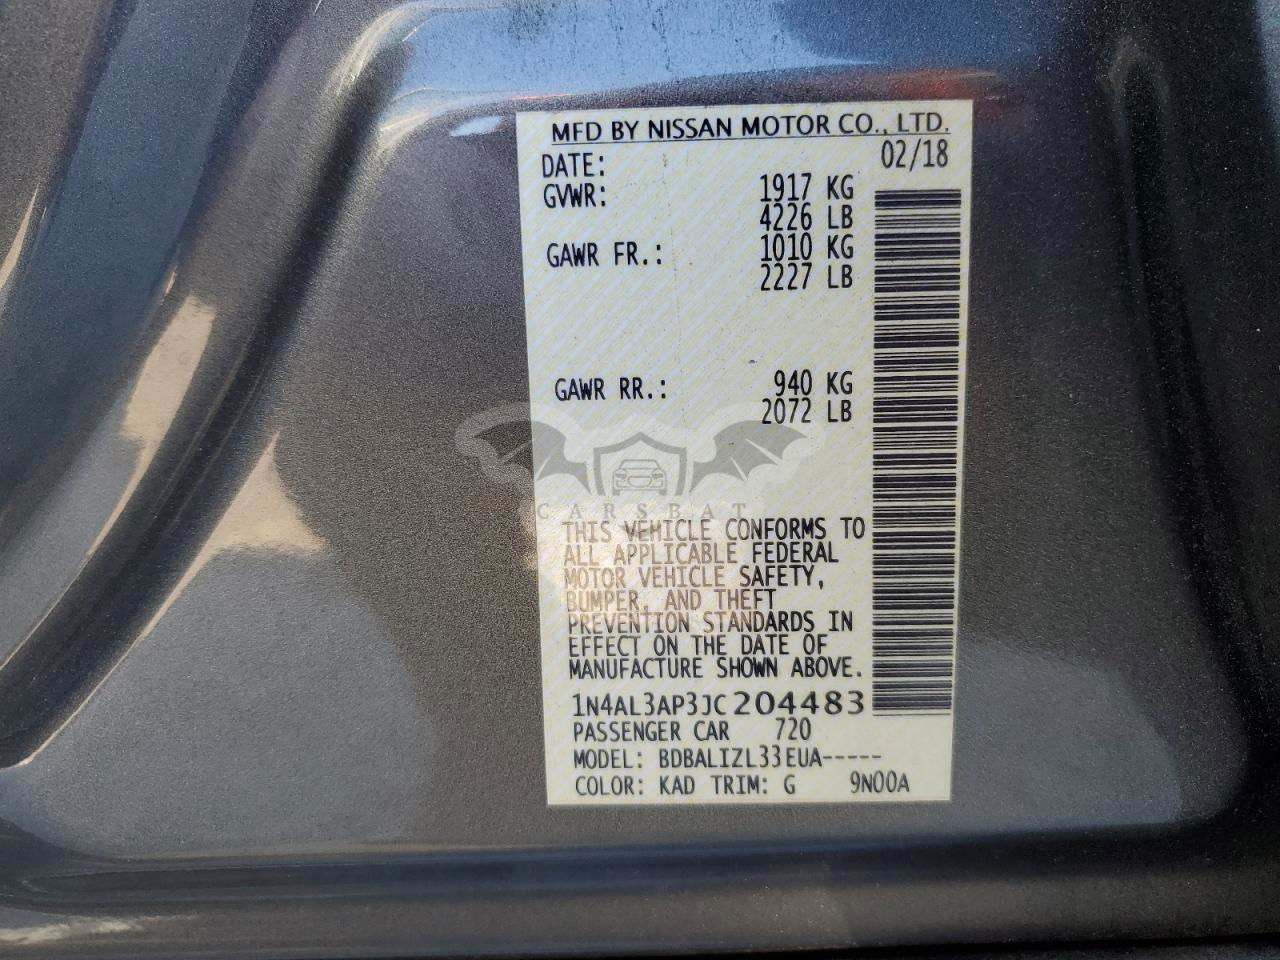 MFD BY NISSAN MOTOR CO., LTD.
DATE: 02/18
GVWR: 1917 KG
4226 LB
GAWR FR.: 1010 KG
2227 LB
GAWR RR.: 940 KG
2072 LB
CARSBAT
THIS VEHICLE CONFORMS TO
ALL APPLICABLE FEDERAL
MOTOR VEHICLE SAFETY,
BUMPER, AND THEFT
PREVENTION STANDARDS IN
EFFECT ON THE DATE OF
MANUFACTURE SHOWN ABOVE.
1N4AL3AP3JC204483
PASSENGER CAR 720
MODEL: BDBALIZL33EUA-----
COLOR: KAD TRIM: G 9N00A